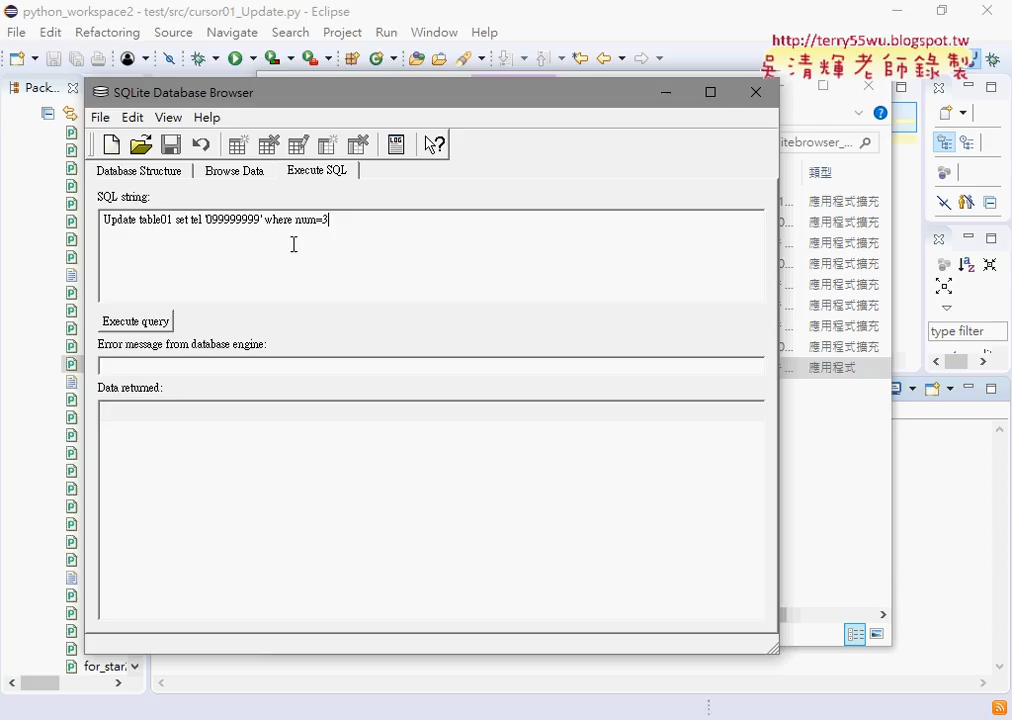 python_workspace2 - test/src/cursor01_Update.py - Eclipse
File Edit Refactoring Source Navigate Search Project Run Window Help
http://terry55wu.blogspot.tw
吳清輝老師錄製
Pack...
SQLite Database Browser
File Edit View Help
LOG
itebrowser_...
Database Structure Browse Data Execute SQL
類型
SQL string:
Update table01 set tel '099999999' where num=3
1... 應用程式擴充
0... 應用程式擴充
... 應用程式擴充
0... 應用程式擴充
... 應用程式擴充
... 應用程式擴充
Execute query
type filter
Error message from database engine:
0... 應用程式擴充
... 應用程式擴充
應用程式
Data returned:
for_star